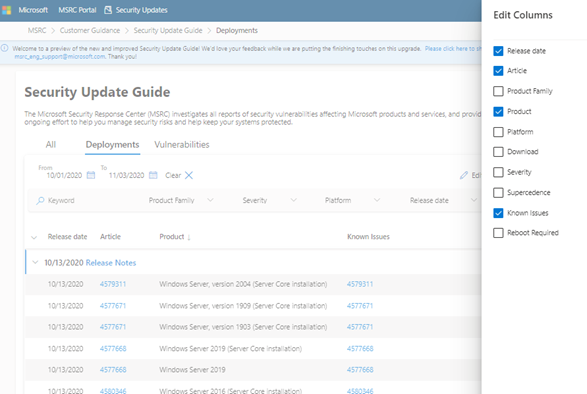 Microsoft MSRC Portal Security Updates
MSRC > Customer Guidance > Security Update Guide > Deployments
Welcome to a preview of the new and improved Security Update Guide! We'd love your feedback while we are putting the finishing touches on this upgrade. Please click here to sh
msrc_eng_support@microsoft.com. Thank you!
Security Update Guide
The Microsoft Security Response Center (MSRC) investigates all reports of security vulnerabilities affecting Microsoft products and services, and provid
ongoing effort to help you manage security risks and help keep your systems protected.
All Deployments Vulnerabilities
From To
10/01/2020 11/03/2020 Clear Edi
Keyword Product Family Severity Platform Release date
Release date Article Product ↓ Known Issues
10/13/2020 Release Notes
10/13/2020 4579311 Windows Server, version 2004 (Server Core installation) 4579311
10/13/2020 4577671 Windows Server, version 1909 (Server Core installation) 4577671
10/13/2020 4577671 Windows Server, version 1903 (Server Core installation) 4577671
10/13/2020 4577668 Windows Server 2019 (Server Core installation) 4577668
10/13/2020 4577668 Windows Server 2019 4577668
10/13/2020 4580346 Windows Server 2016 (Server Core installation) 4580346
Edit Columns
Release date
Article
Product Family
Product
Platform
Download
Severity
Supercedence
Known Issues
Reboot Required